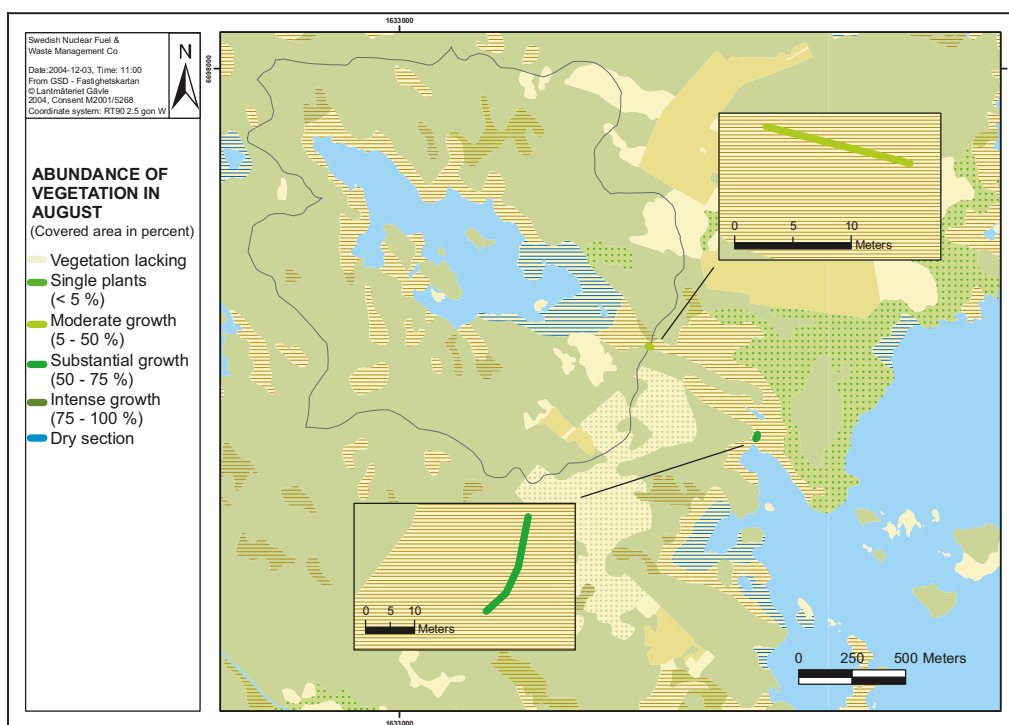 1633000
Swedish Nuclear Fuel &
Waste Management Co
Date:2004-12-03, Time: 11:00
From GSD - Fastighetskartan
© Lantmäteriet Gävle
2004, Consent M2001/5268
Coordinate system: RT90 2.5 gon W
N
6698000
ABUNDANCE OF
VEGETATION IN
AUGUST
(Covered area in percent)
Vegetation lacking
Single plants
(< 5 %)
Moderate growth
(5 - 50 %)
Substantial growth
(50 - 75 %)
Intense growth
(75 - 100 %)
Dry section
0 5 10
Meters
0 5 10
Meters
0 250 500 Meters
1633000